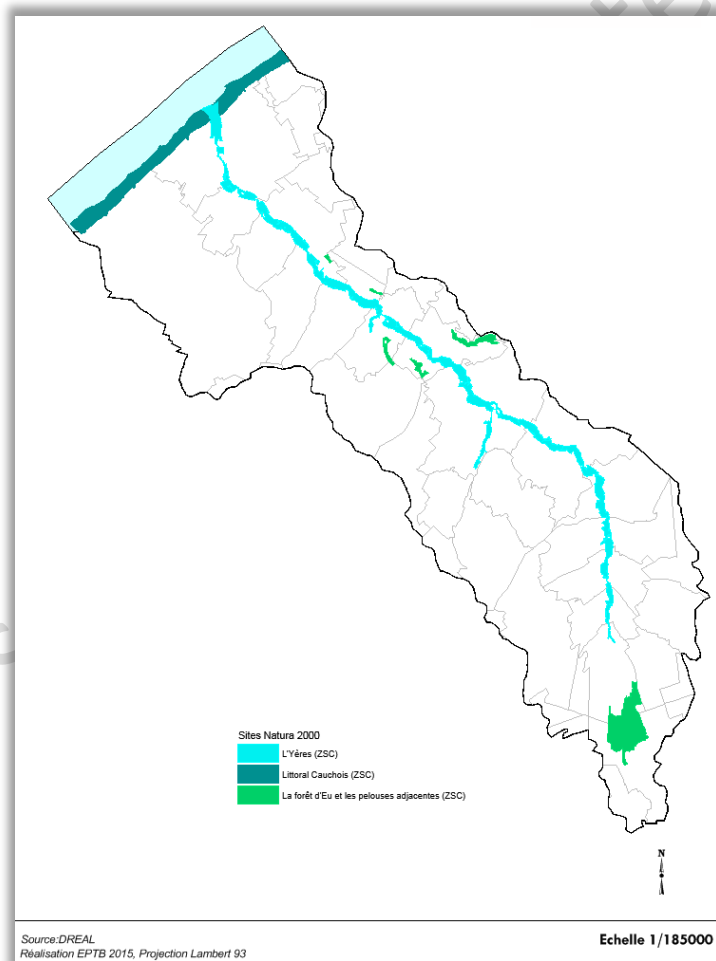 Sites Natura 2000
L'Yères (ZSC)
Littoral Cauchois (ZSC)
La forêt d'Eu et les pelouses adjacentes (ZSC)
N
Source:DREAL
Réalisation EPTB 2015, Projection Lambert 93
Echelle 1/185000